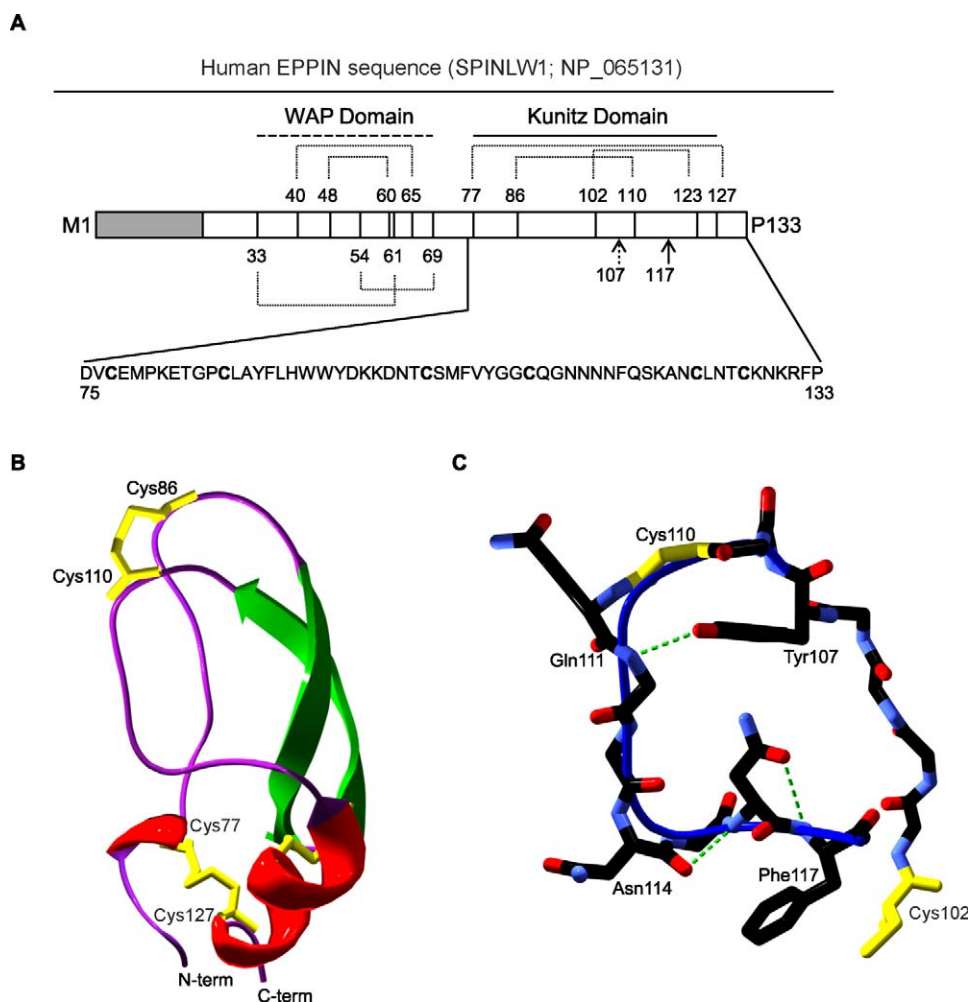 A
Human EPPIN sequence (SPINLW1; NP_065131)
WAP Domain Kunitz Domain
40 48 60 65 77 86 102 110 123 127
M1 P133
33 54 61 69 107 117
DVCEMPKETGPCLAYFLHWWYDKKDNTCSMFVYGGCQGNNNNFQSKANCLNTCKNKRFP
75 133
B
Cys86
Cys110
Cys77
Cys127
N-term
C-term
C
Cys110
Gln111
Tyr107
Asn114
Phe117
Cys102